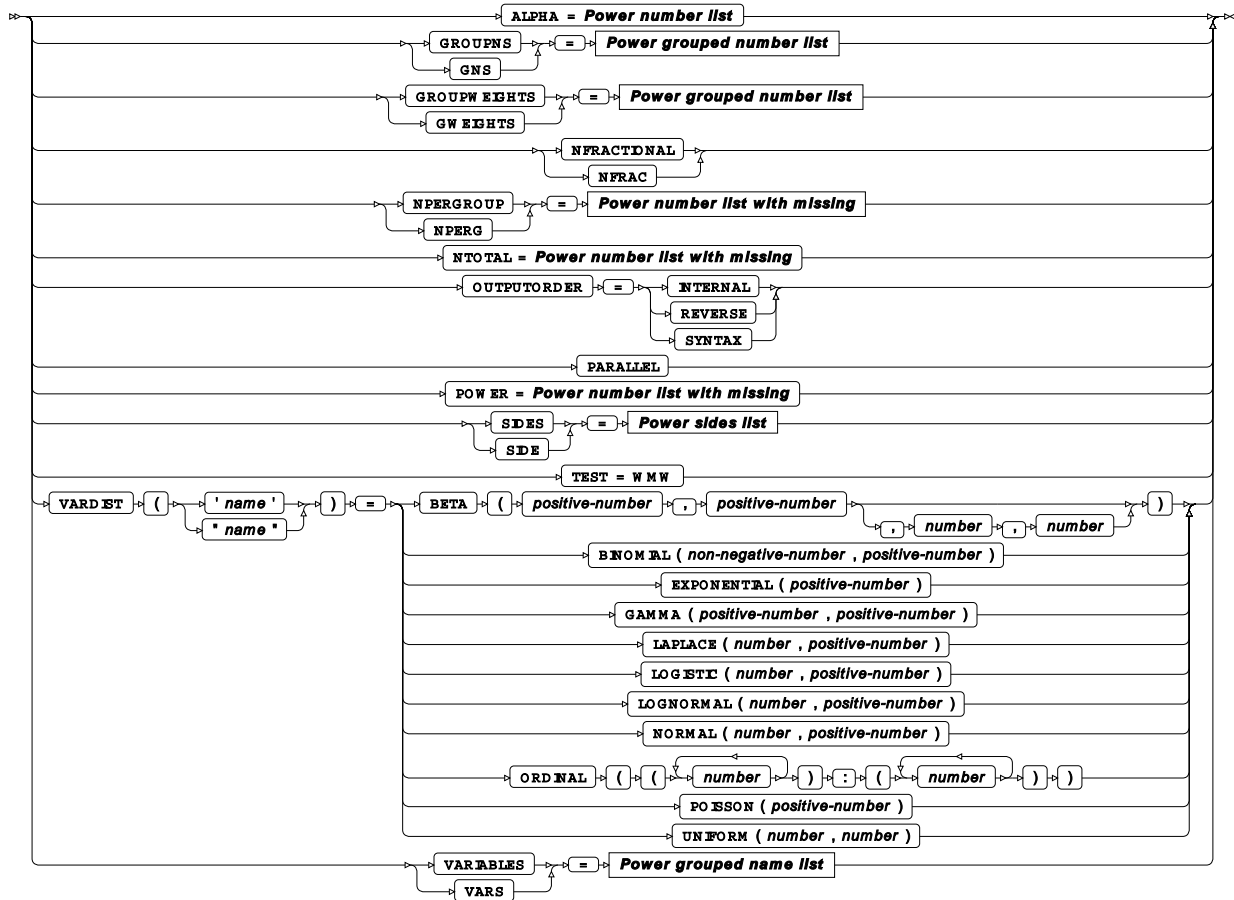 ALPHA = Power number list
GROUPNS = Power grouped number list
GNS
GROUPWEIGHTS = Power grouped number list
GWEIGHTS
NFRACTIONAL
NFRAC
NPERGROUP = Power number list with missing
NPERG
NTOTAL = Power number list with missing
OUTPUTORDER = INTERNAL
REVERSE
SYNTAX
PARALLEL
POWER = Power number list with missing
SIDES = Power sides list
SIDE
TEST = WMW
VARDIST ( ' name ' ) = BETA ( positive-number , positive-number )
" name " , number , number
BINOMIAL ( non-negative-number , positive-number )
EXPONENTIAL ( positive-number )
GAMMA ( positive-number , positive-number )
LAPLACE ( number , positive-number )
LOGISTIC ( number , positive-number )
LOGNORMAL ( number , positive-number )
NORMAL ( number , positive-number )
ORDINAL ( ( number ) : ( number ) )
POISSON ( positive-number )
UNIFORM ( number , number )
VARIABLES = Power grouped name list
VARS